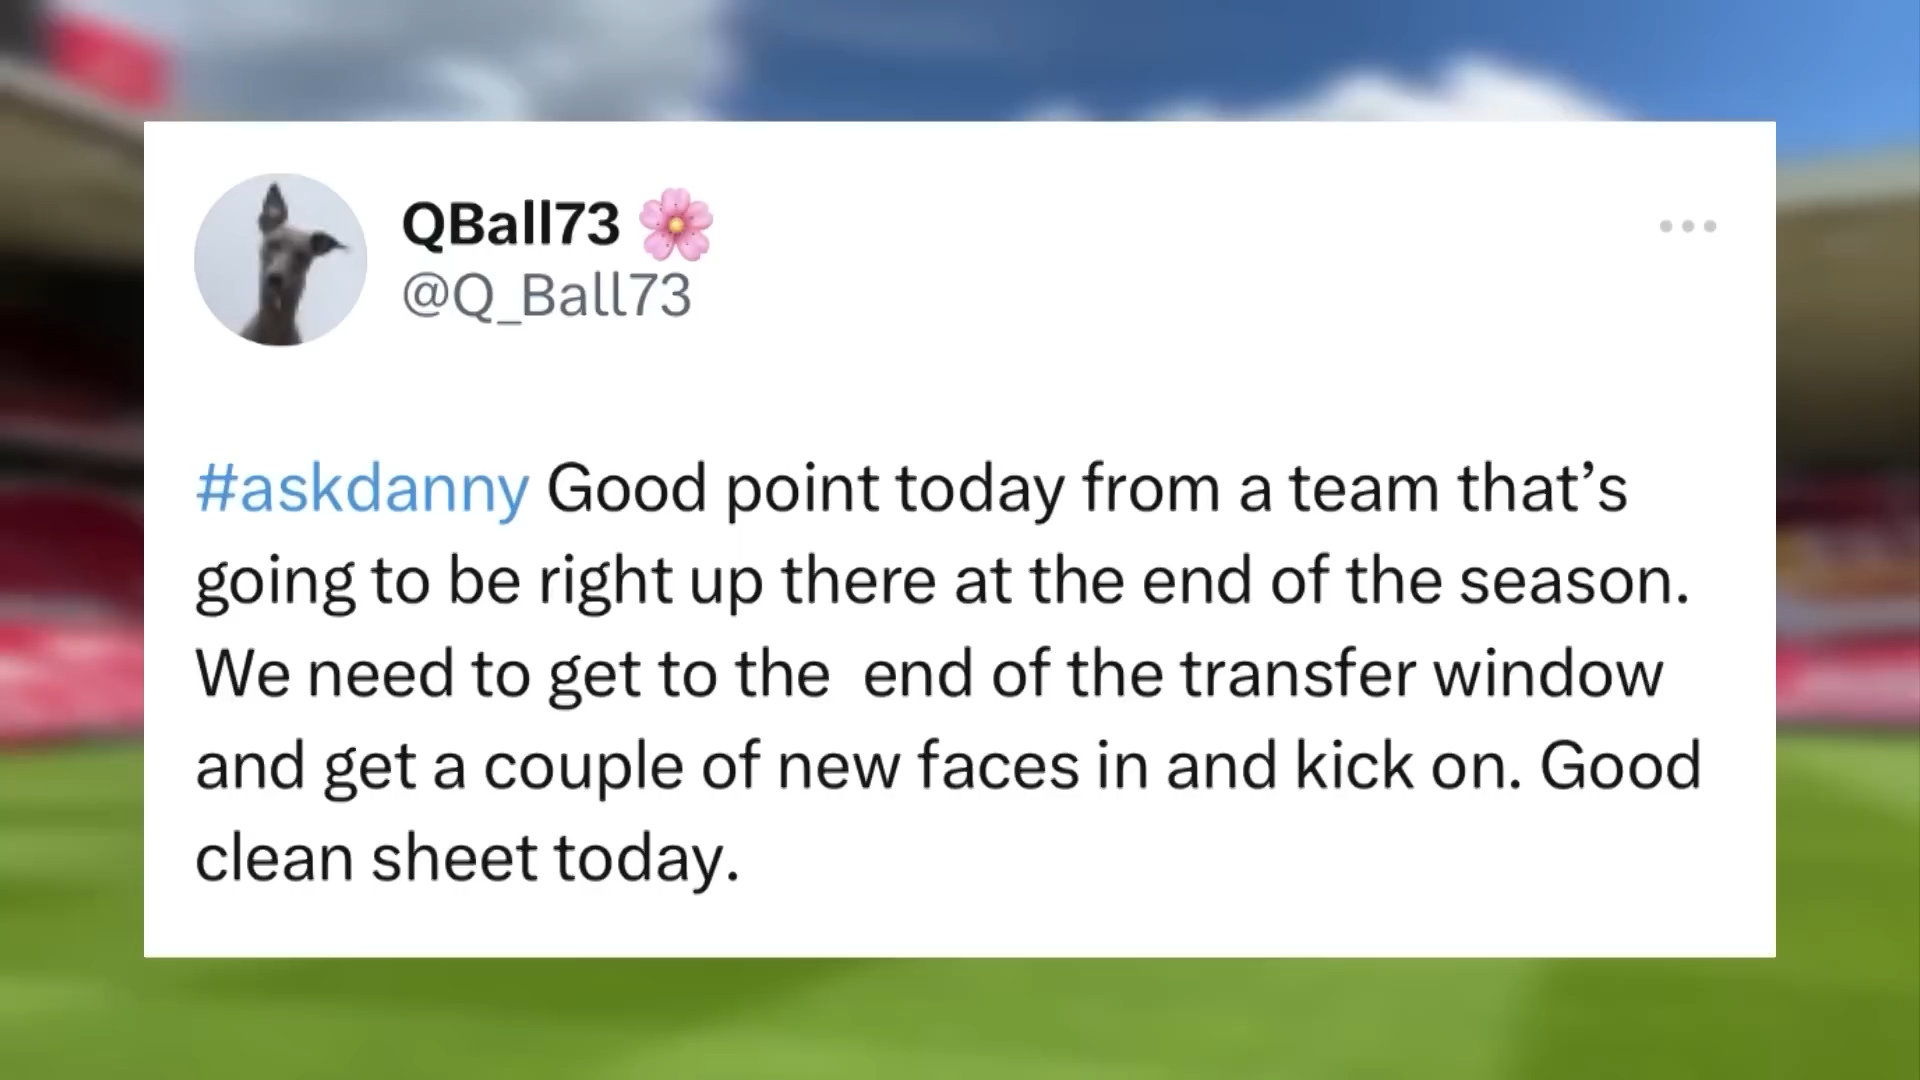 QBall73 🌸
@Q_Ball73
#askdanny Good point today from a team that’s
going to be right up there at the end of the season.
We need to get to the  end of the transfer window
and get a couple of new faces in and kick on. Good
clean sheet today.